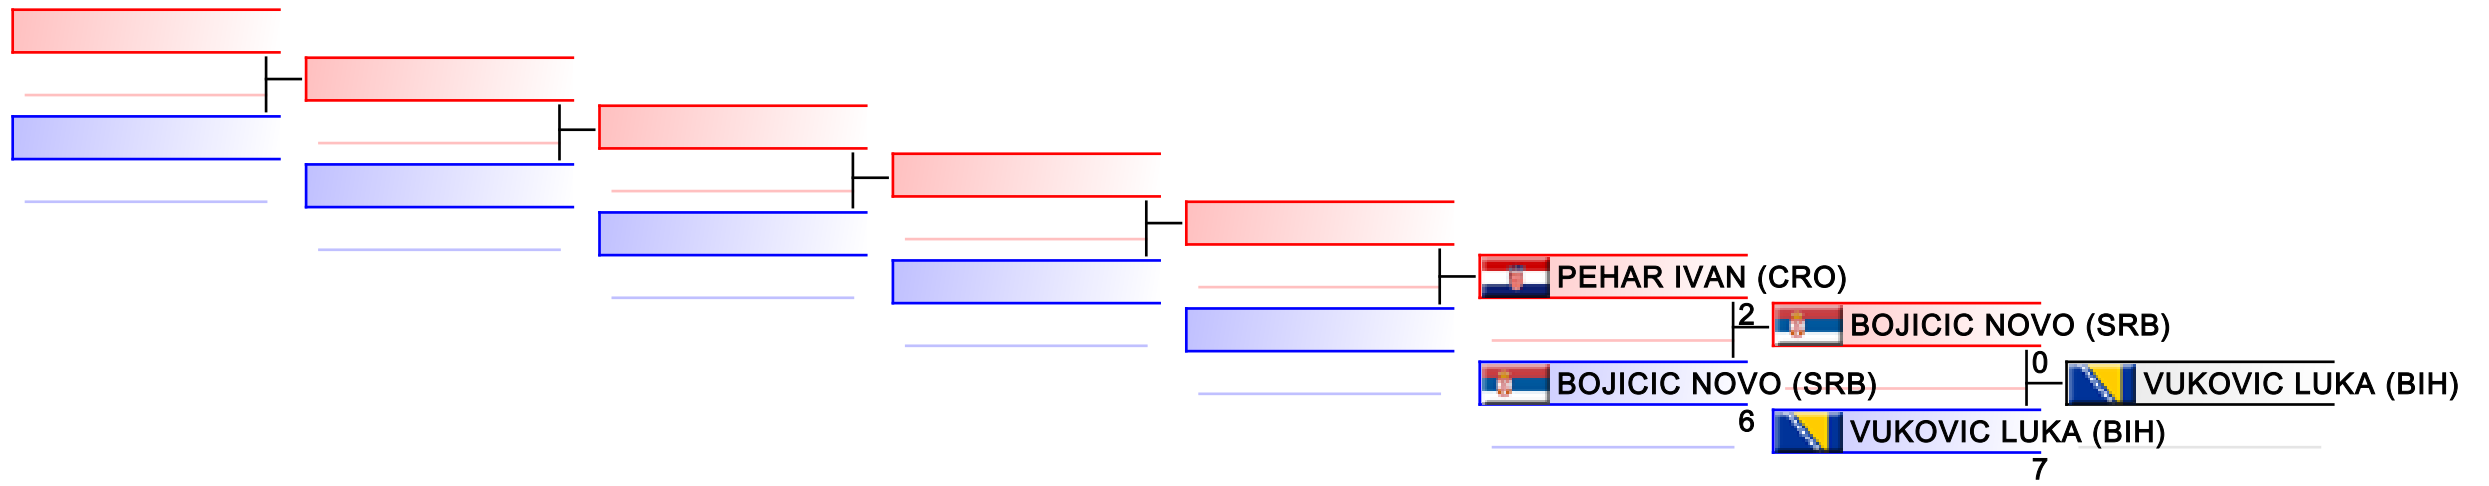 PEHAR IVAN (CRO)
2
BOJICIC NOVO (SRB)
6
BOJICIC NOVO (SRB)
0
VUKOVIC LUKA (BIH)
7
VUKOVIC LUKA (BIH)